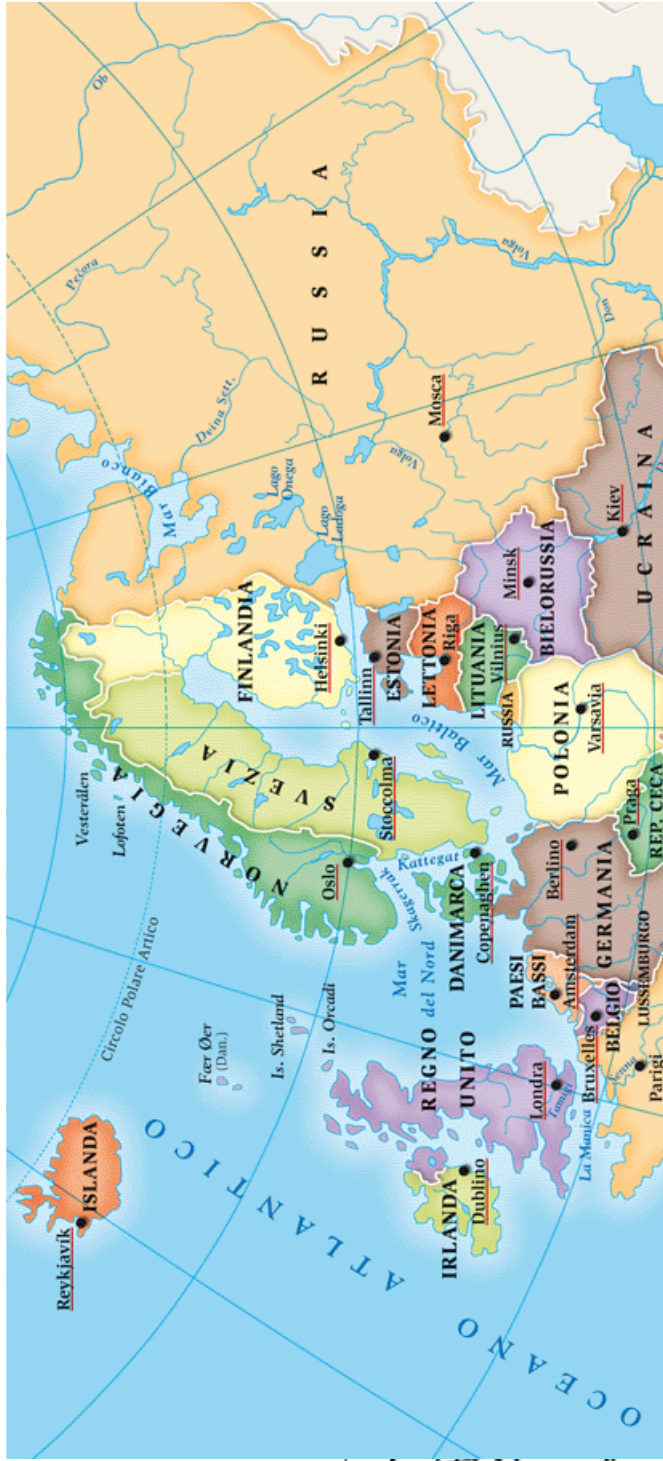 Reykjavík
ISLANDA
OCEANO ATLANTICO
Circolo Polare Artico
Vesterålen
Lofoten
Fær Øer
(Dan.)
Is. Shetland
Is. Orcadi
NORVEGIA
Oslo
SVEZIA
Stoccolma
FINLANDIA
Helsinki
Mar Bianco
Pečora
Ob
Dvina Sett.
Lago
Onega
Lago
Ladoga
RUSSIA
Mosca
Volga
Volga
Don
Tallinn
ESTONIA
LETTONIA
Riga
LITUANIA
Vilnius
RUSSIA
Minsk
BIELORUSSIA
Kiev
UCRAINA
Mar Baltico
Kattegat
Skagerrak
Mar
del Nord
DANIMARCA
Copenaghen
REGNO
UNITO
Londra
Tamigi
IRLANDA
Dublino
La Manica
PAESI
BASSI
Amsterdam
Bruxelles
BELGIO
LUSSEMBURGO
GERMANIA
Berlino
POLONIA
Varsavia
Praga
REP. CECA
Senna
Parigi